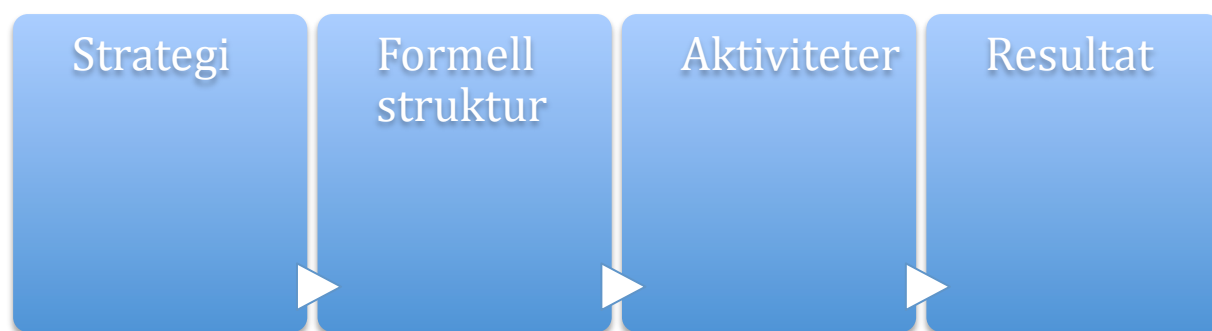 Strategi
Formell
struktur
Aktiviteter
Resultat